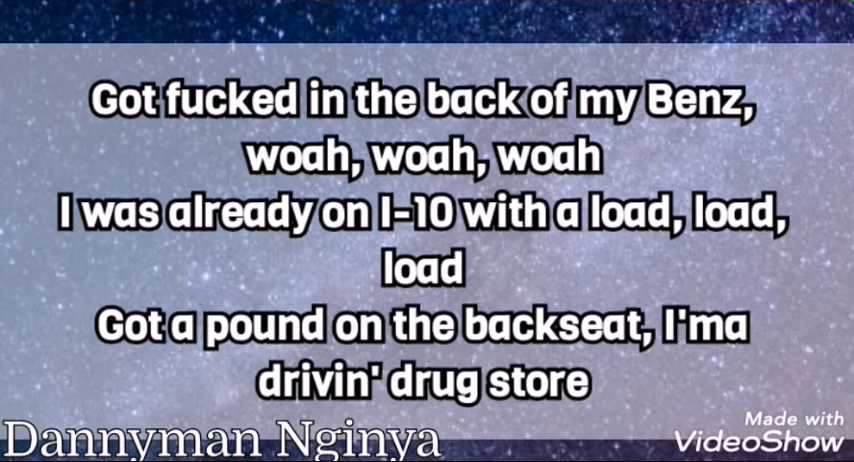 Got fucked in the back of my Benz,
woah, woah, woah
I was already on I-10 with a load, load,
load
Got a pound on the backseat, I'ma
drivin' drug store
Dannyman Nginya
Made with
VideoShow